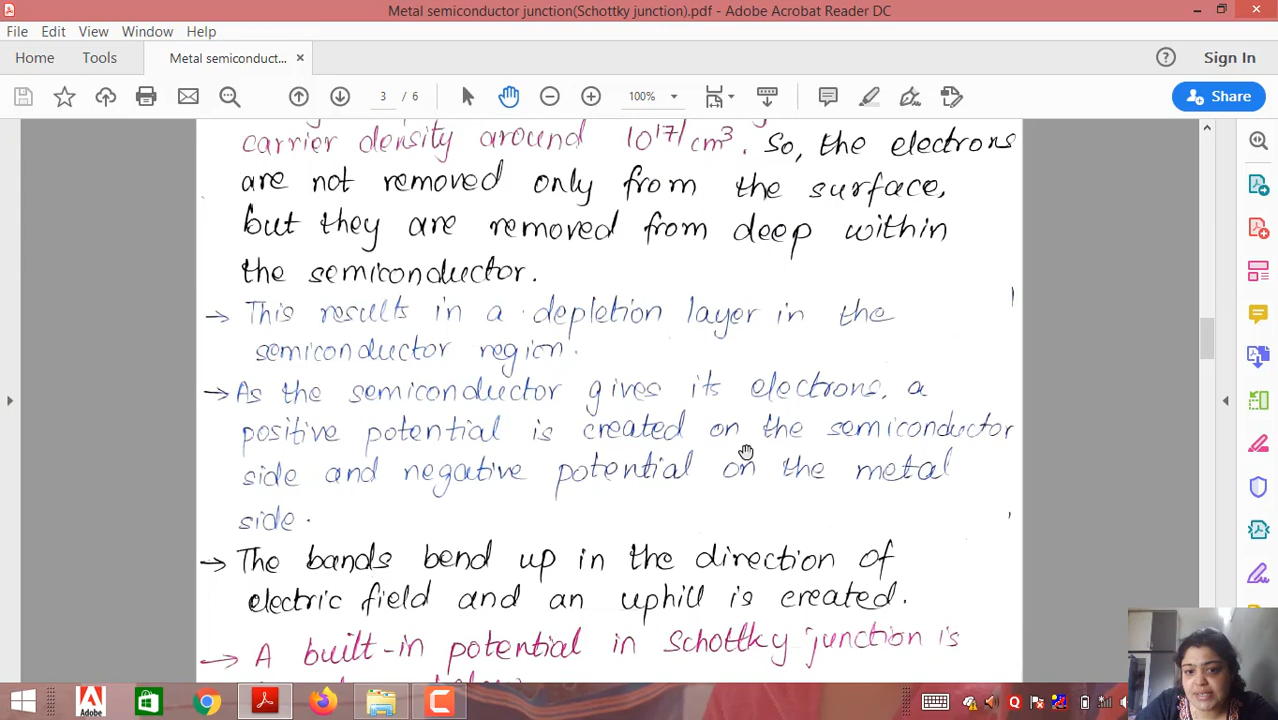 Metal semiconductor junction(Schottky junction).pdf - Adobe Acrobat Reader DC
File Edit View Window Help
Home Tools Metal semiconduct... × ? Sign In
3 / 6 100% Share
carrier density around 10^17/cm^3. So, the electrons
are not removed only from the surface,
but they are removed from deep within
the semiconductor.
→ This results in a depletion layer in the
semiconductor region.
→ As the semiconductor gives its electrons, a
positive potential is created on the semiconductor
side and negative potential on the metal
side.
→ The bands bend up in the direction of
electric field and an uphill is created.
→ A built-in potential in Schottky junction is
Adobe